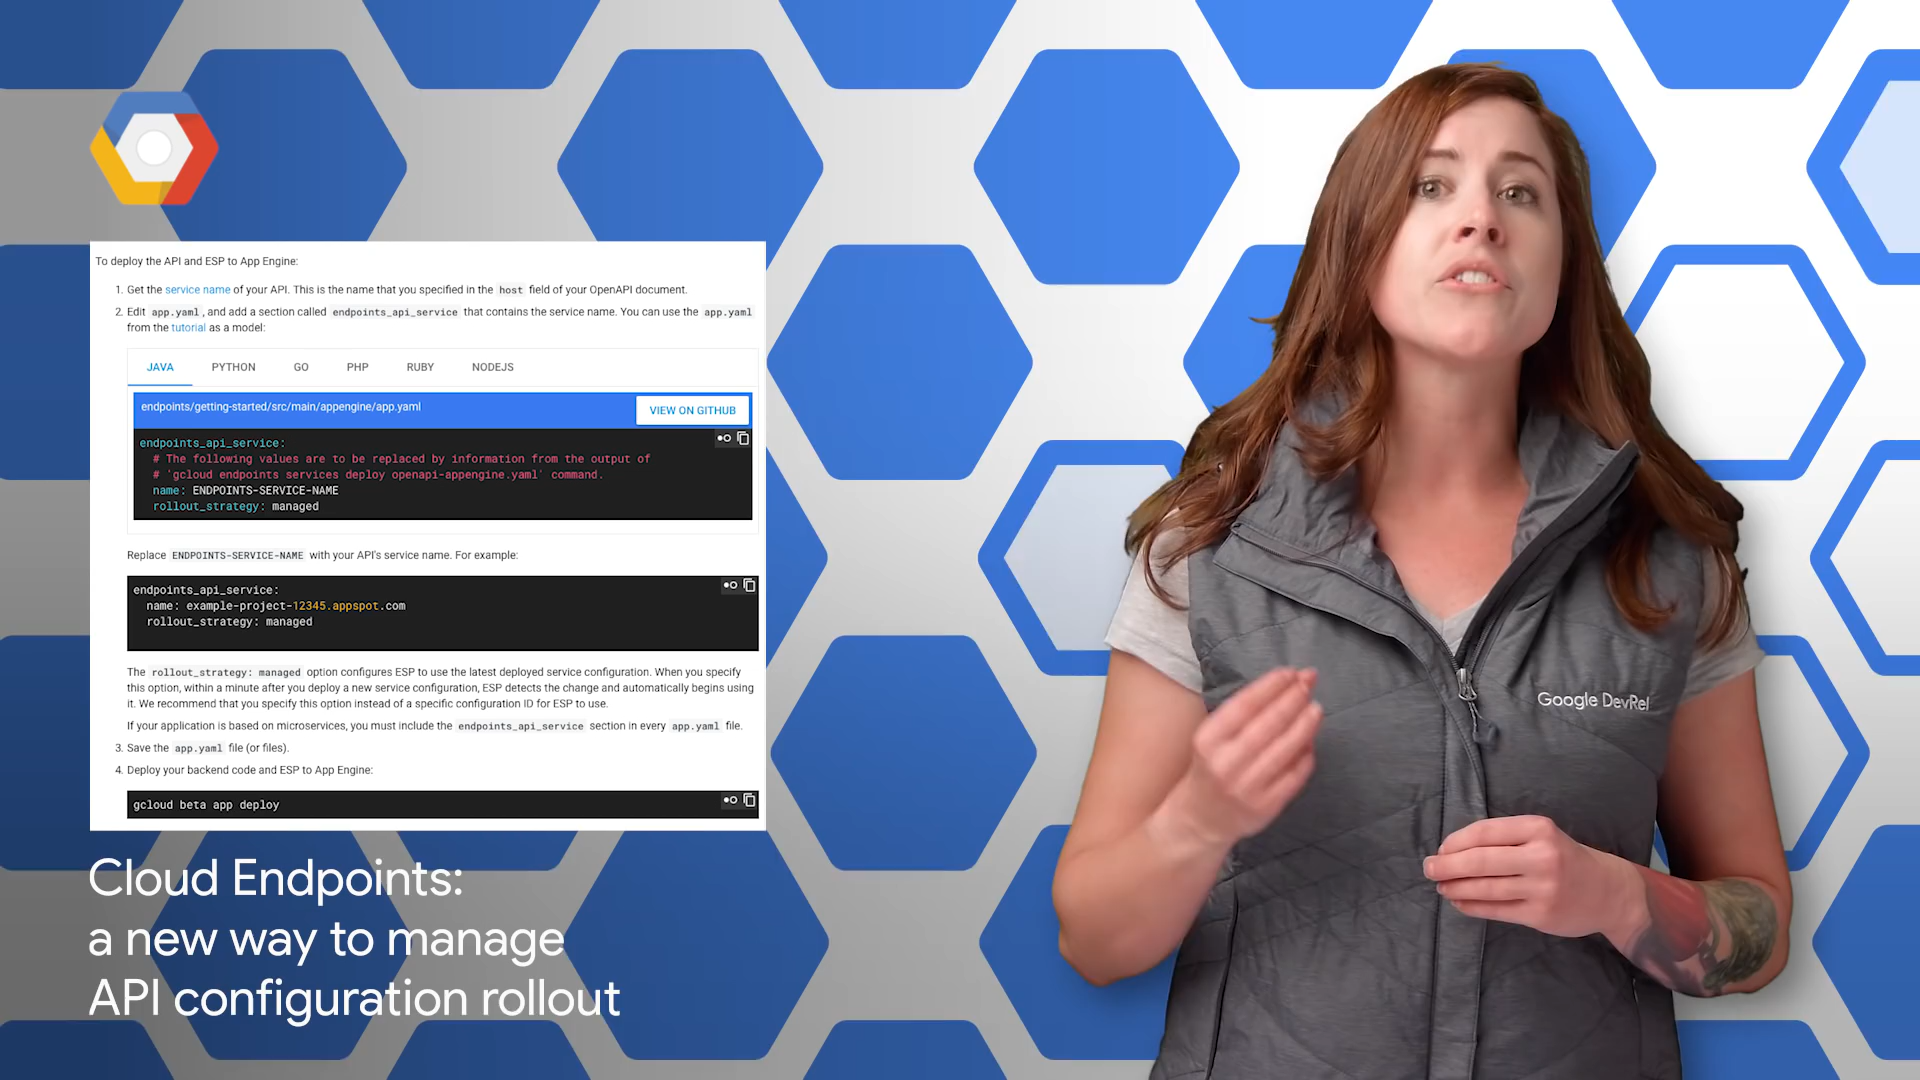 To deploy the API and ESP to App Engine:
1. Get the service name of your API. This is the name that you specified in the host field of your OpenAPI document.
2. Edit app.yaml, and add a section called endpoints_api_service that contains the service name. You can use the app.yaml
from the tutorial as a model:
JAVA PYTHON GO PHP RUBY NODEJS
endpoints/getting-started/src/main/appengine/app.yaml VIEW ON GITHUB
endpoints_api_service:
# The following values are to be replaced by information from the output of
# 'gcloud endpoints services deploy openapi-appengine.yaml' command.
name: ENDPOINTS-SERVICE-NAME
rollout_strategy: managed
Replace ENDPOINTS-SERVICE-NAME with your API's service name. For example:
endpoints_api_service:
name: example-project-12345.appspot.com
rollout_strategy: managed
The rollout_strategy: managed option configures ESP to use the latest deployed service configuration. When you specify
this option, within a minute after you deploy a new service configuration, ESP detects the change and automatically begins using
it. We recommend that you specify this option instead of a specific configuration ID for ESP to use.
If your application is based on microservices, you must include the endpoints_api_service section in every app.yaml file.
3. Save the app.yaml file (or files).
4. Deploy your backend code and ESP to App Engine:
gcloud beta app deploy
Cloud Endpoints:
a new way to manage
API configuration rollout
Google DevRel